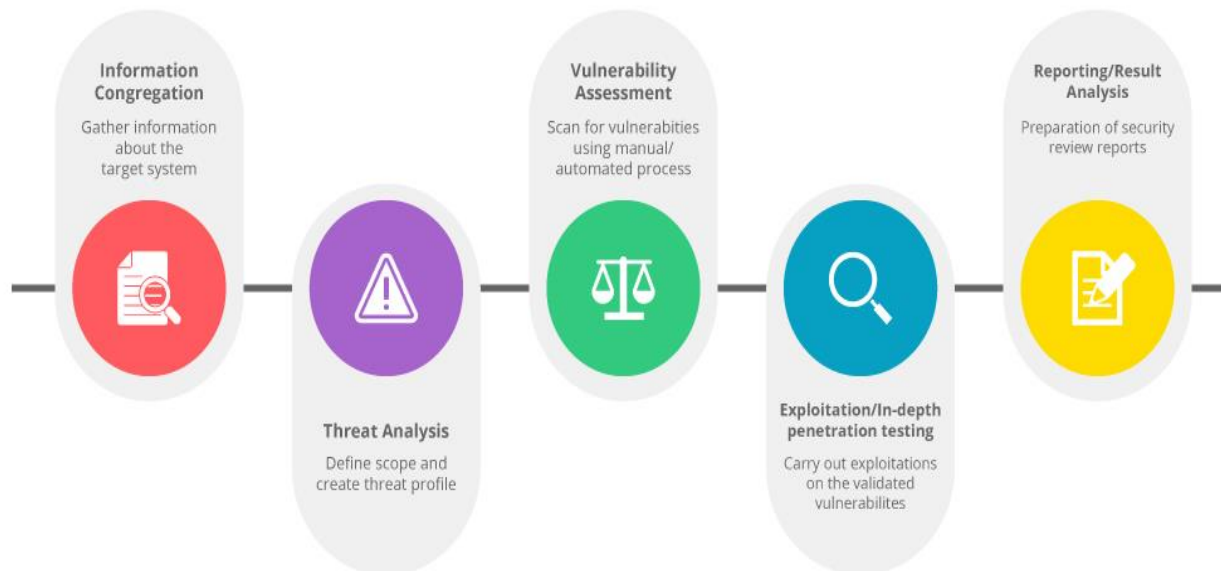 Information
Congregation
Gather information
about the
target system
Threat Analysis
Define scope and
create threat profile
Vulnerability
Assessment
Scan for vulnerabities
using manual/
automated process
Exploitation/In-depth
penetration testing
Carry out exploitations
on the validated
vulnerabilites
Reporting/Result
Analysis
Preparation of security
review reports